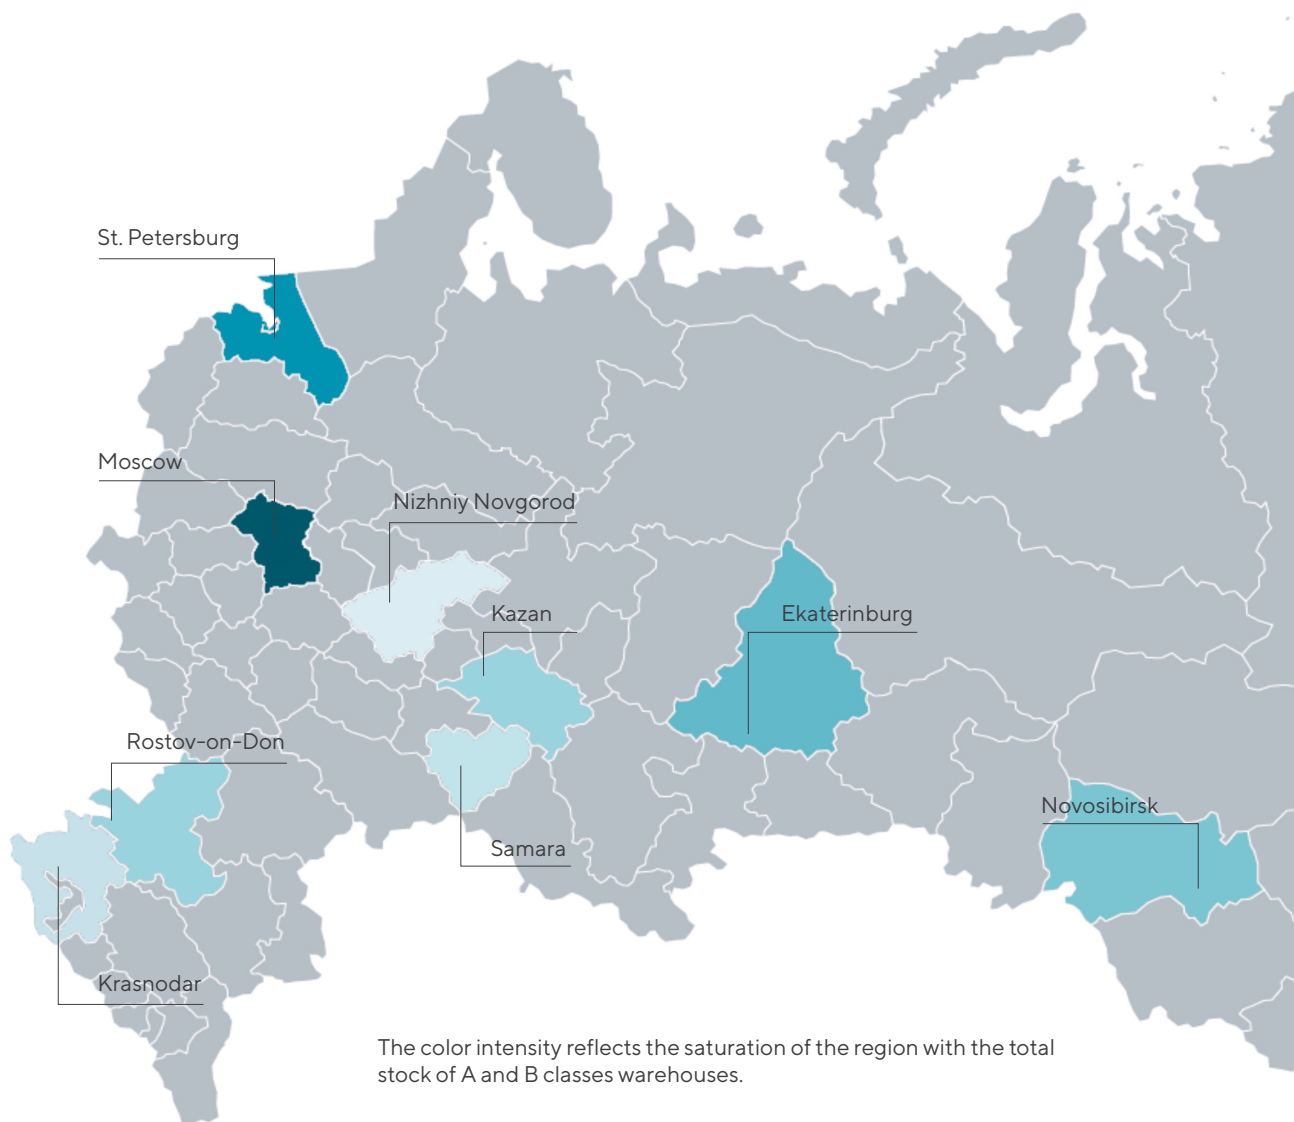 St. Petersburg
Moscow
Nizhniy Novgorod
Kazan
Ekaterinburg
Rostov-on-Don
Novosibirsk
Samara
Krasnodar
The color intensity reflects the saturation of the region with the total
stock of A and B classes warehouses.